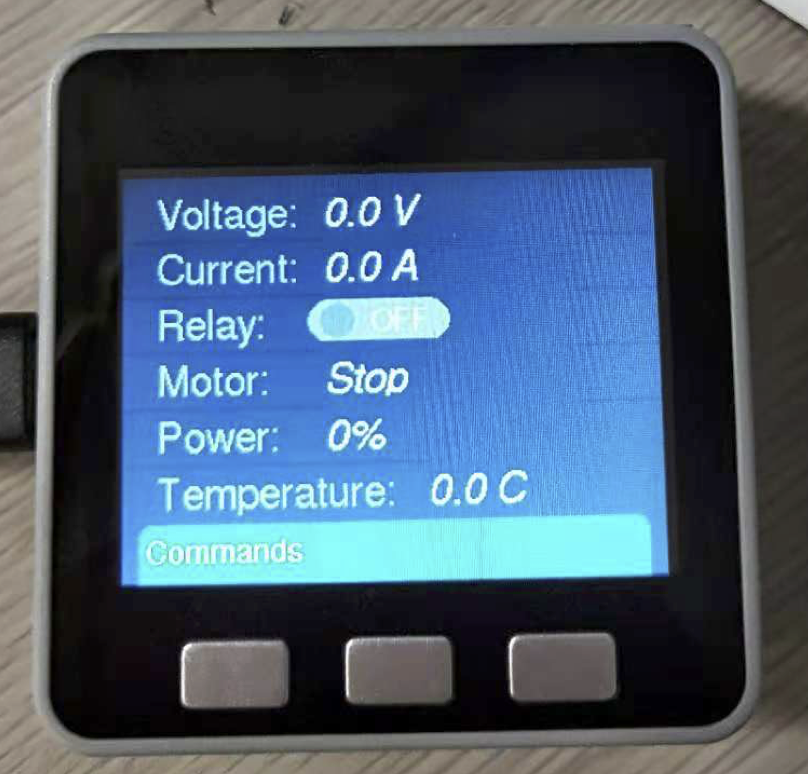 Voltage: 0.0 V
Current: 0.0 A
Relay: OFF
Motor: Stop
Power: 0%
Temperature: 0.0 C
Commands